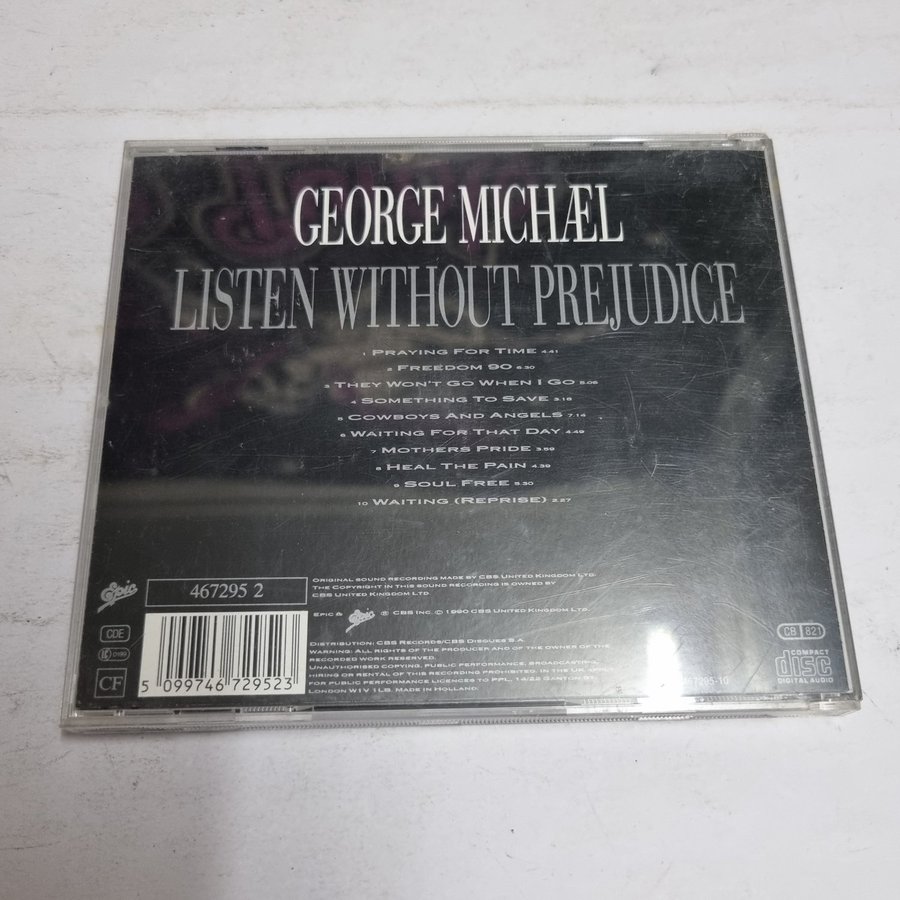 GEORGE MICHÆL
LISTEN WITHOUT PREJUDICE
1 PRAYING FOR TIME 4.41
2 FREEDOM 90 6.30
3 THEY WON'T GO WHEN I GO 5.06
4 SOMETHING TO SAVE 3.18
5 COWBOYS AND ANGELS 7.14
6 WAITING FOR THAT DAY 4.49
7 MOTHERS PRIDE 3.59
8 HEAL THE PAIN 4.39
9 SOUL FREE 5.30
10 WAITING (REPRISE) 2.27
Epic
467295 2
ORIGINAL SOUND RECORDING MADE BY CBS UNITED KINGDOM LTD.
THE COPYRIGHT IN THIS SOUND RECORDING IS OWNED BY
CBS UNITED KINGDOM LTD.
EPIC & Epic ® CBS INC. © 1990 CBS UNITED KINGDOM LTD.
DISTRIBUTION: CBS RECORDS/CBS DISQUES S.A.
WARNING: ALL RIGHTS OF THE PRODUCER AND OF THE OWNER OF THE
RECORDED WORK RESERVED.
UNAUTHORISED COPYING, PUBLIC PERFORMANCE, BROADCASTING,
HIRING OR RENTAL OF THIS RECORDING PROHIBITED. IN THE U.K. APPLY
FOR PUBLIC PERFORMANCE LICENCES TO PPL, 14/22 GANTON ST.
LONDON W1V 1LB. MADE IN HOLLAND.
CDE
0199
CF
5 099746 729523
CB 821
COMPACT
disc
DIGITAL AUDIO
467295-10